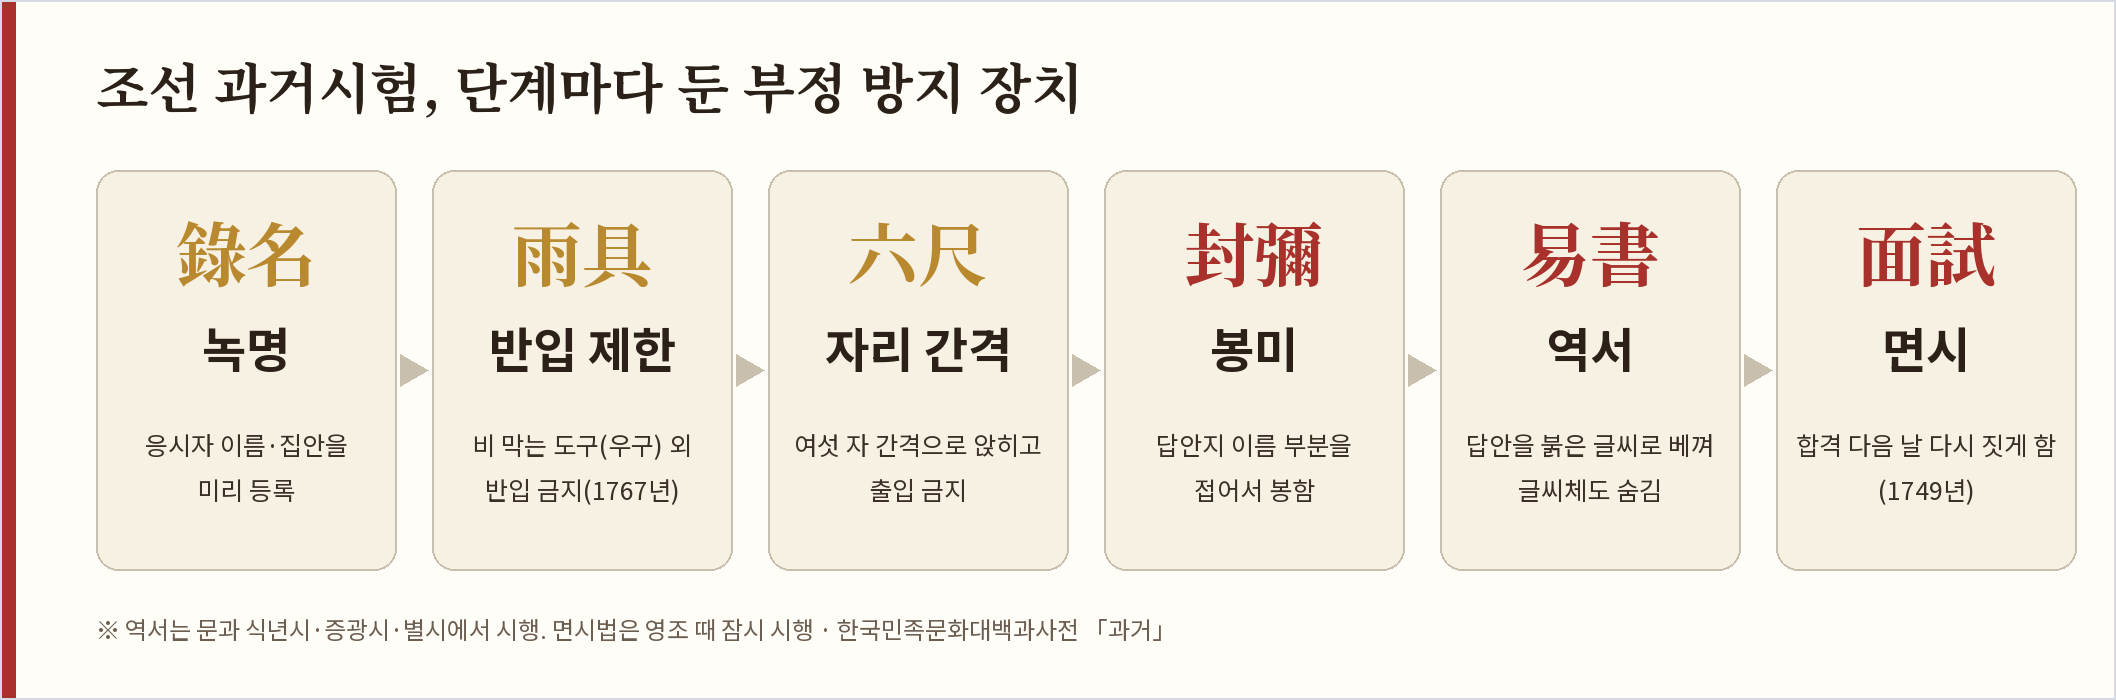 조선 과거시험, 단계마다 둔 부정 방지 장치
錄名
녹명
응시자 이름·집안을
미리 등록
雨具
반입 제한
비 막는 도구(우구) 외
반입 금지(1767년)
六尺
자리 간격
여섯 자 간격으로 앉히고
출입 금지
封彌
봉미
답안지 이름 부분을
접어서 봉함
易書
역서
답안을 붉은 글씨로 베껴
글씨체도 숨김
面試
면시
합격 다음 날 다시 짓게 함
(1749년)
※ 역서는 문과 식년시·증광시·별시에서 시행. 면시법은 영조 때 잠시 시행 · 한국민족문화대백과사전 「과거」